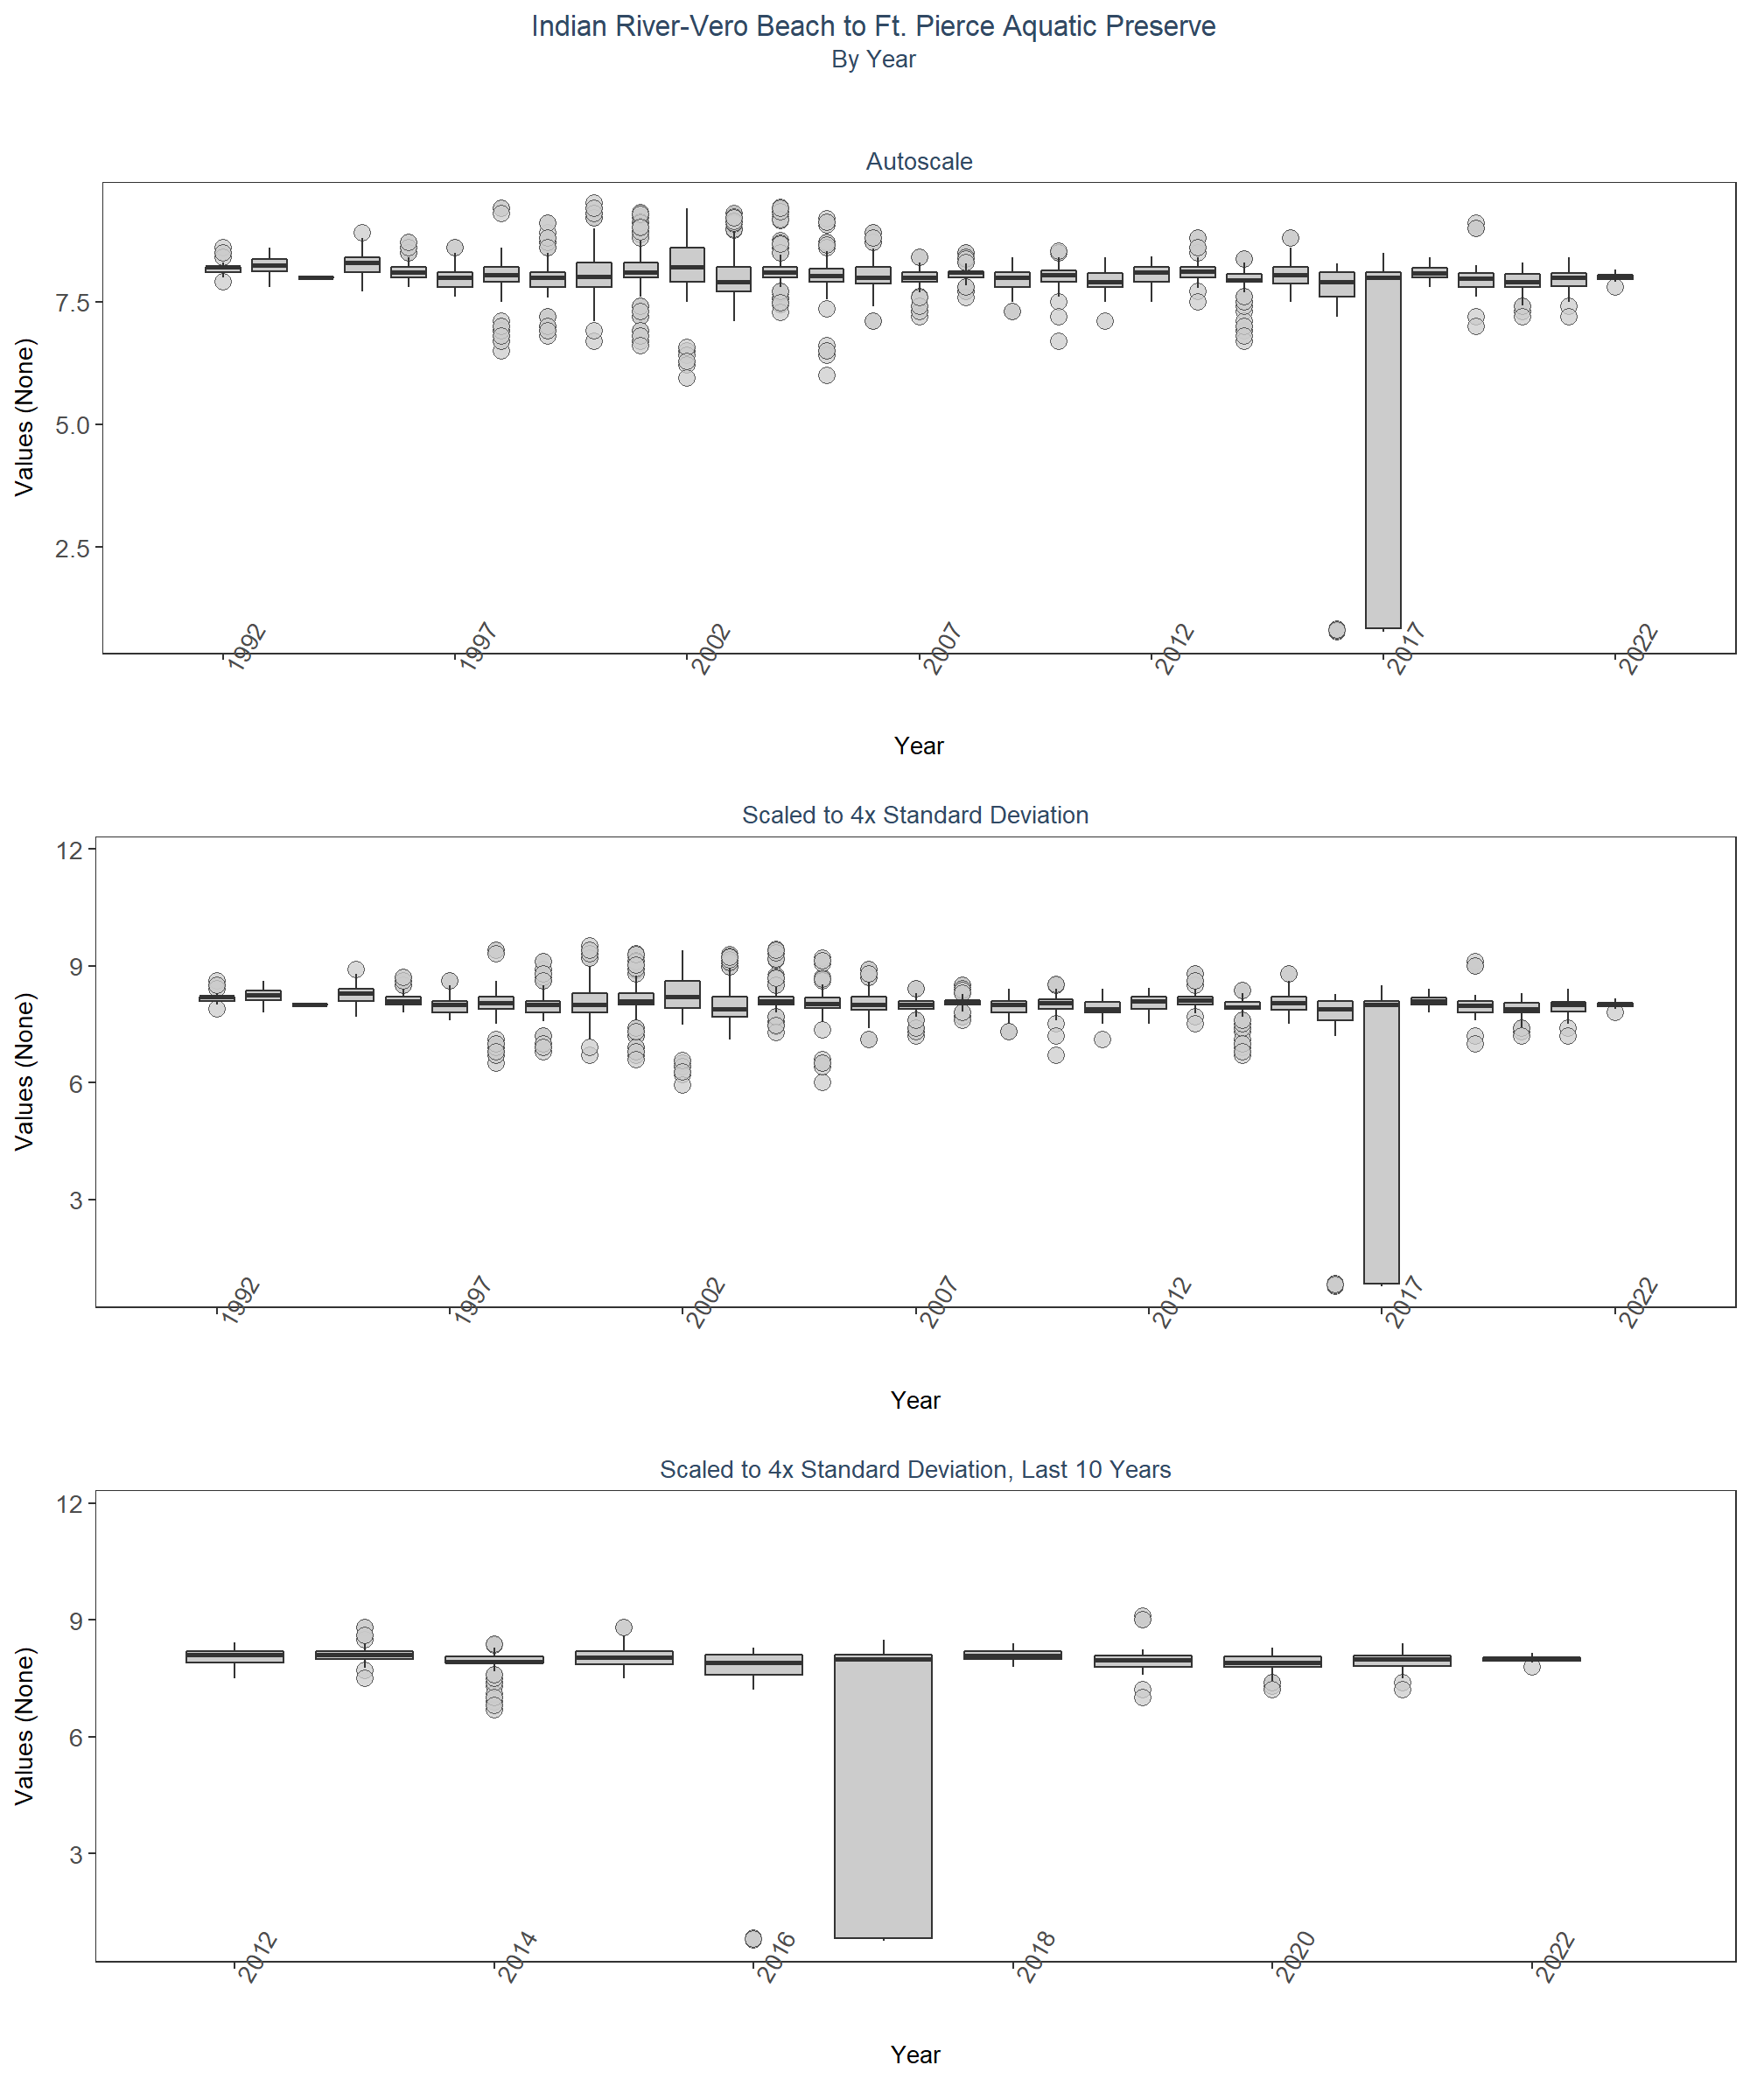 Indian River-Vero Beach to Ft. Pierce Aquatic Preserve
By Year
Autoscale
Values (None)
7.5
5.0
2.5
1992 1997 2002 2007 2012 2017 2022
Year
Scaled to 4x Standard Deviation
Values (None)
12
9
6
3
1992 1997 2002 2007 2012 2017 2022
Year
Scaled to 4x Standard Deviation, Last 10 Years
Values (None)
12
9
6
3
2012 2014 2016 2018 2020 2022
Year